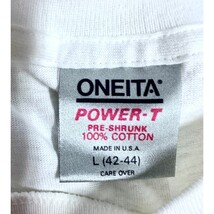 ONEITA
POWER-T
PRE-SHRUNK
100% COTTON
MADE IN U.S.A.
L (42-44)
CARE OVER